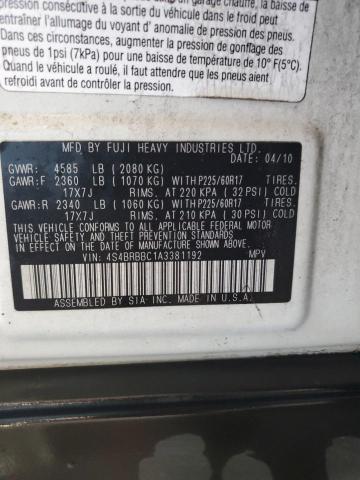 pression consécutive à la sortie du véhicule dans le froid peut
entraîner l'allumage du voyant d' anomalie de pression des pneus.
Dans ces circonstances, augmenter la pression de gonflage des
pneus de 1psi (7kPa) pour une baisse de température de 10° F(5°C).
Quand le véhicule a roulé, il faut attendre que les pneus aient
refroidi avant de contrôler la pression.
MFD BY FUJI HEAVY INDUSTRIES LTD.
DATE: 04/10
GVWR: 4585 LB (2080 KG)
GAWR:F 2360 LB (1070 KG) WITH P225/60R17 TIRES.
17X7J RIMS. AT 220 KPA (32 PSI) COLD
GAWR:R 2340 LB (1060 KG) WITH P225/60R17 TIRES.
17X7J RIMS. AT 210 KPA (30 PSI) COLD
THIS VEHICLE CONFORMS TO ALL APPLICABLE FEDERAL MOTOR
VEHICLE SAFETY STANDARDS IN EFFECT ON THE DATE OF
MANUFACTURE SHOWN ABOVE.
VIN: 4S4BRBBC1A3381192 MPV
ASSEMBLED BY SIA INC. MADE IN U.S.A.